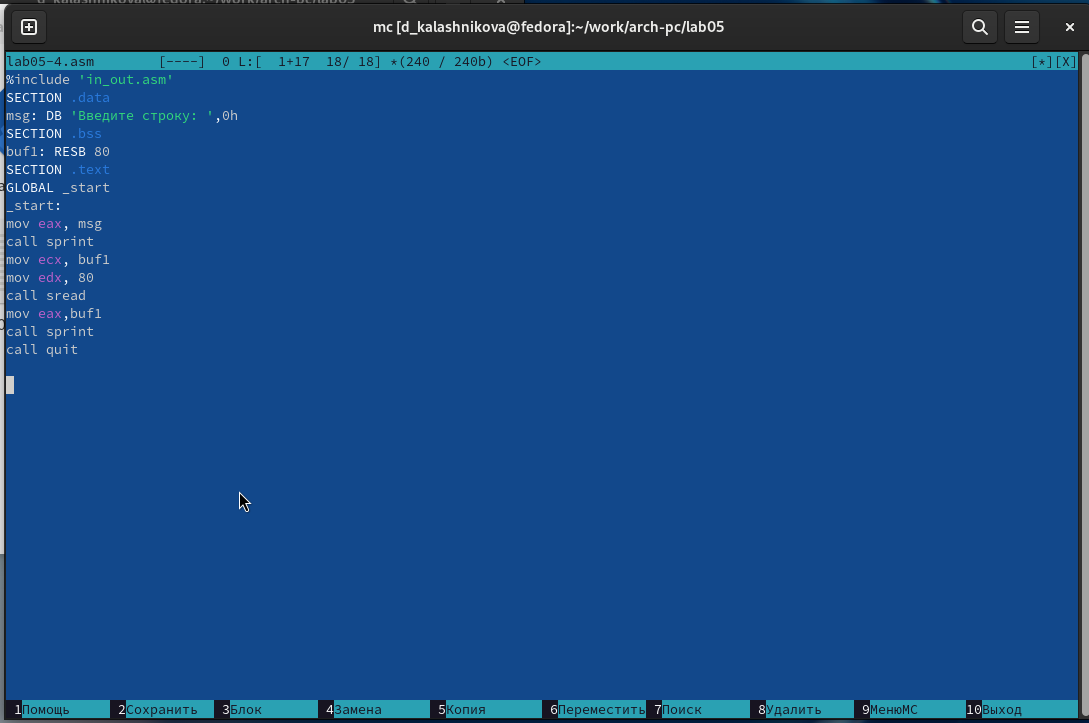 mc [d_kalashnikova@fedora]:~/work/arch-pc/lab05
lab05-4.asm [----] 0 L:[ 1+17 18/ 18] *(240 / 240b) <EOF> [*][X]
%include 'in_out.asm'
SECTION .data
msg: DB 'Введите строку: ',0h
SECTION .bss
buf1: RESB 80
SECTION .text
GLOBAL _start
_start:
mov eax, msg
call sprint
mov ecx, buf1
mov edx, 80
call sread
mov eax,buf1
call sprint
call quit
1Помощь 2Сохранить 3Блок 4Замена 5Копия 6Переместить 7Поиск 8Удалить 9МенюMC 10Выход